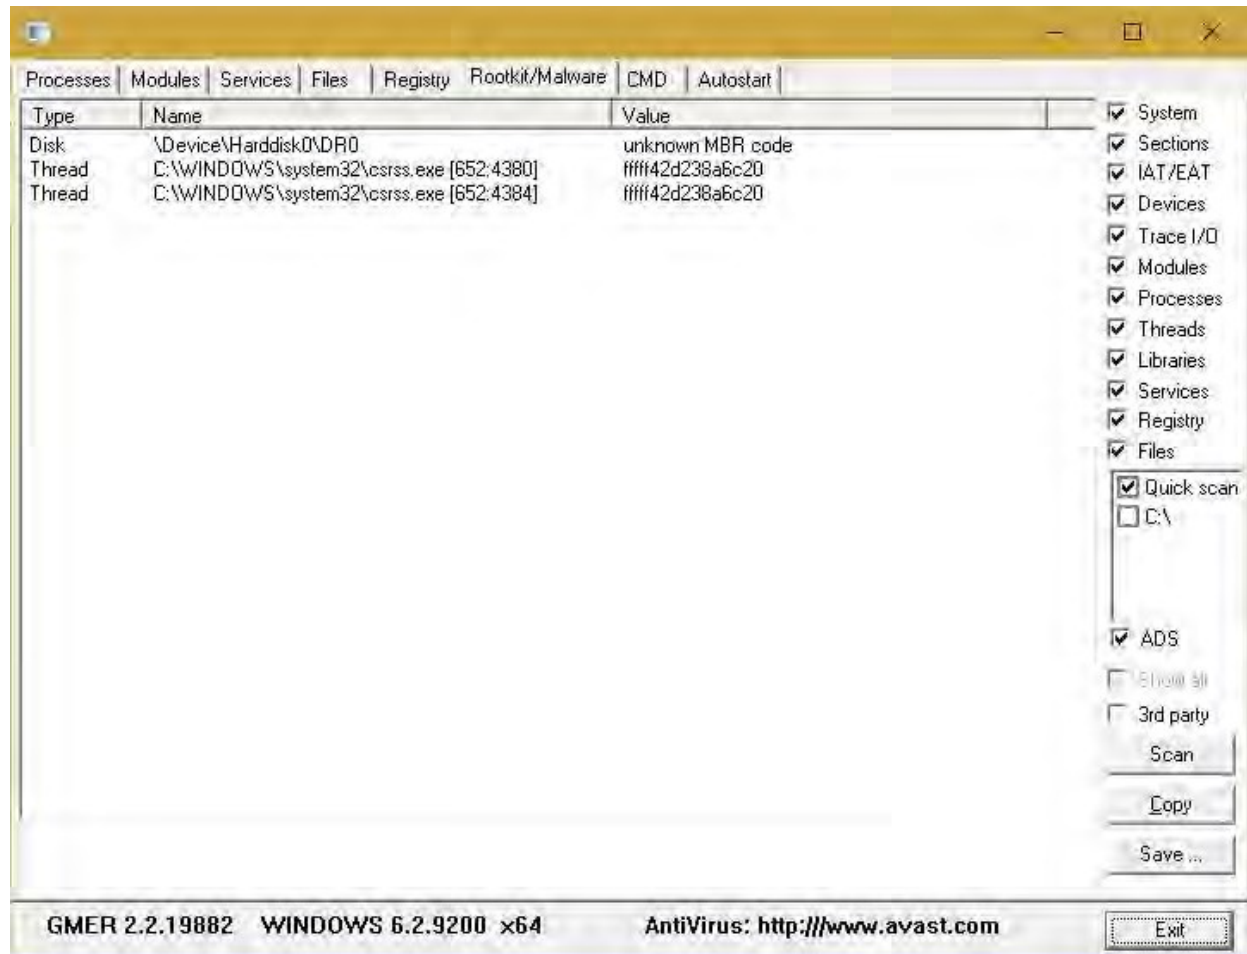 Processes Modules Services Files Registry Rootkit/Malware CMD Autostart
Type Name Value
Disk \Device\Harddisk0\DR0 unknown MBR code
Thread C:\WINDOWS\system32\csrss.exe [652:4380] fffff42d238a6c20
Thread C:\WINDOWS\system32\csrss.exe [652:4384] fffff42d238a6c20
System
Sections
IAT/EAT
Devices
Trace I/O
Modules
Processes
Threads
Libraries
Services
Registry
Files
Quick scan
C:\
ADS
Show all
3rd party
Scan
Copy
Save ...
GMER 2.2.19882 WINDOWS 6.2.9200 x64 AntiVirus: http:///www.avast.com Exit